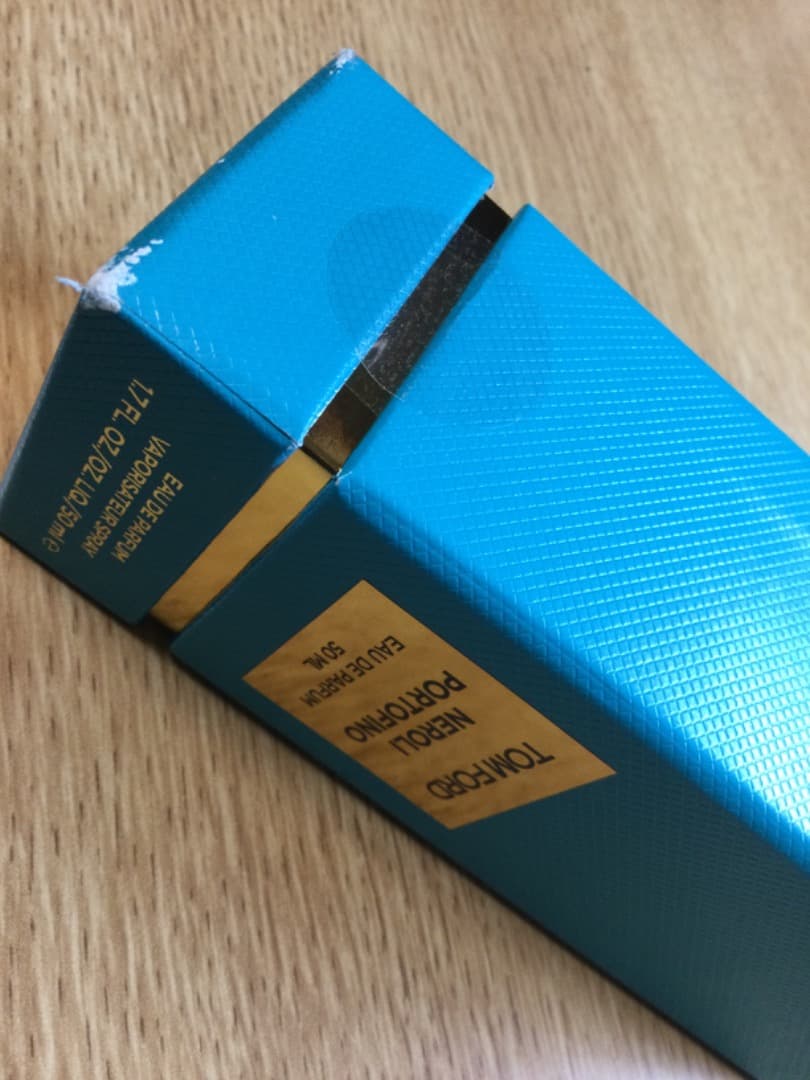 TOM FORD
NEROLI
PORTOFINO
EAU DE PARFUM
50 ML
EAU DE PARFUM
VAPORISATEUR SPRAY
1.7 FL. OZ./OZ. LIQ./50 ml ℮